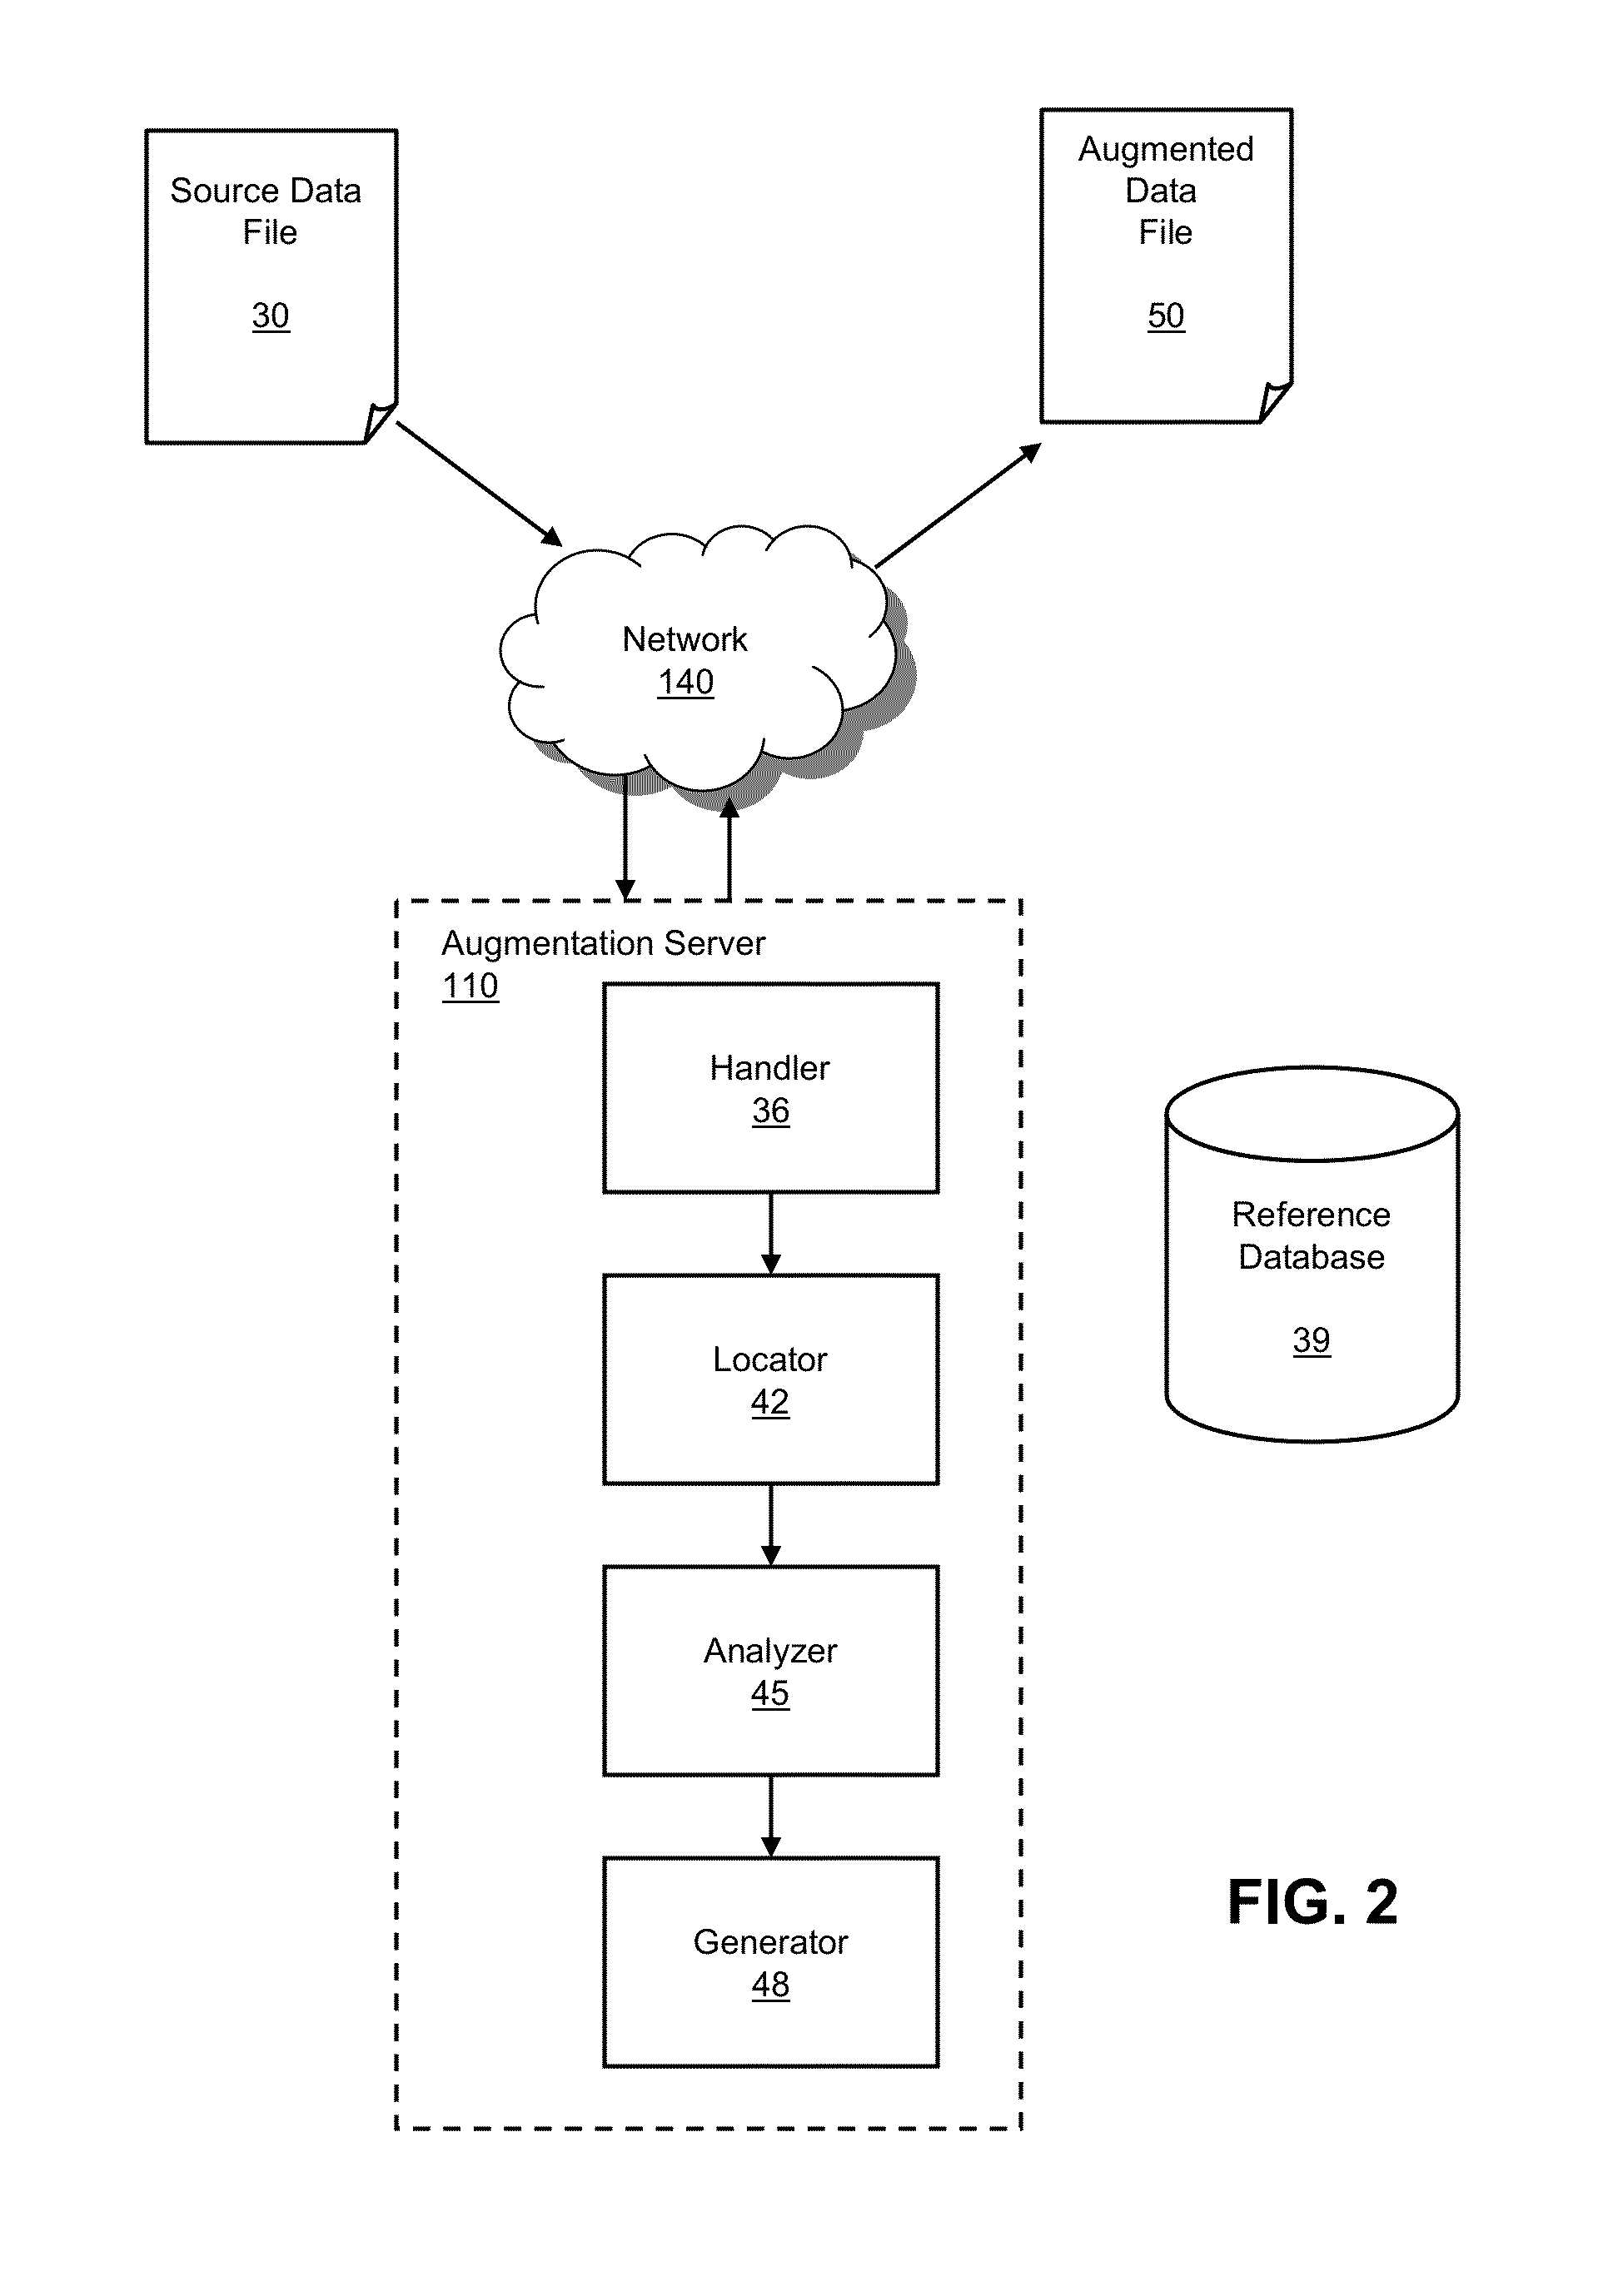 Source Data
File
30
Augmented
Data
File
50
Network
140
Augmentation Server
110
Handler
36
Locator
42
Analyzer
45
Generator
48
Reference
Database
39
FIG. 2